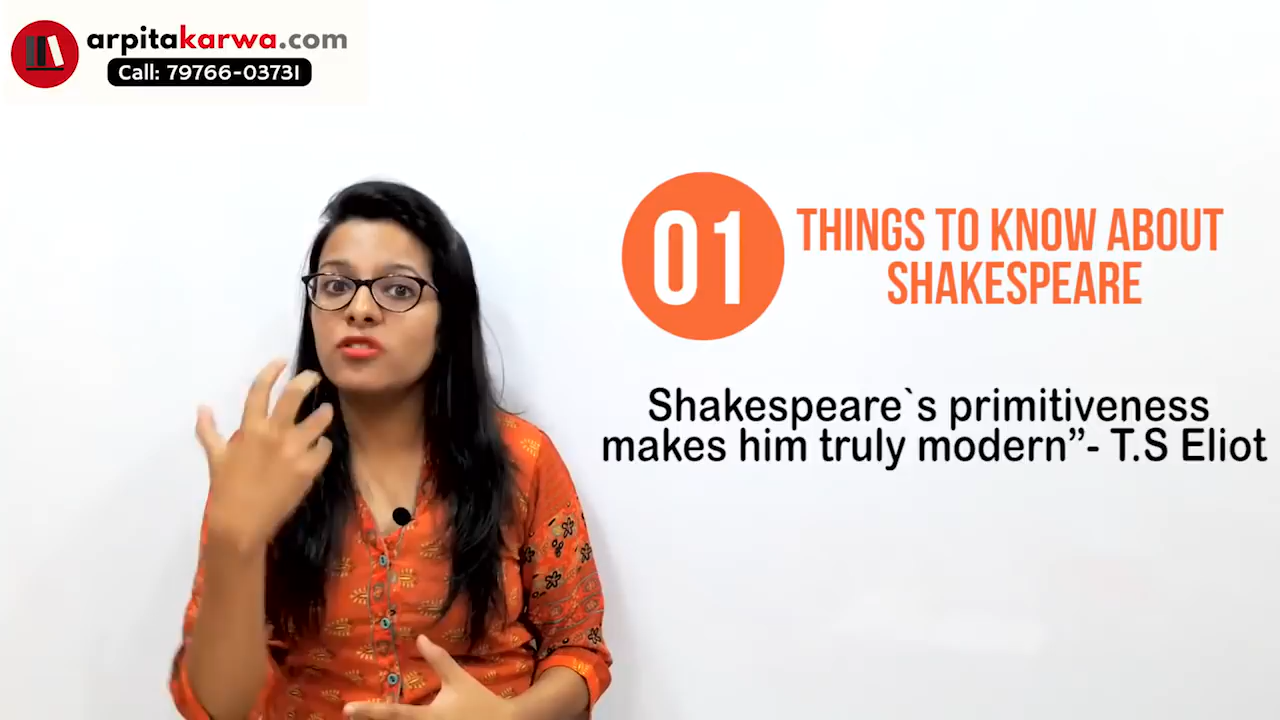 arpitakarwa.com
Call: 79766-03731
01
THINGS TO KNOW ABOUT
SHAKESPEARE
Shakespeare`s primitiveness
makes him truly modern”- T.S Eliot